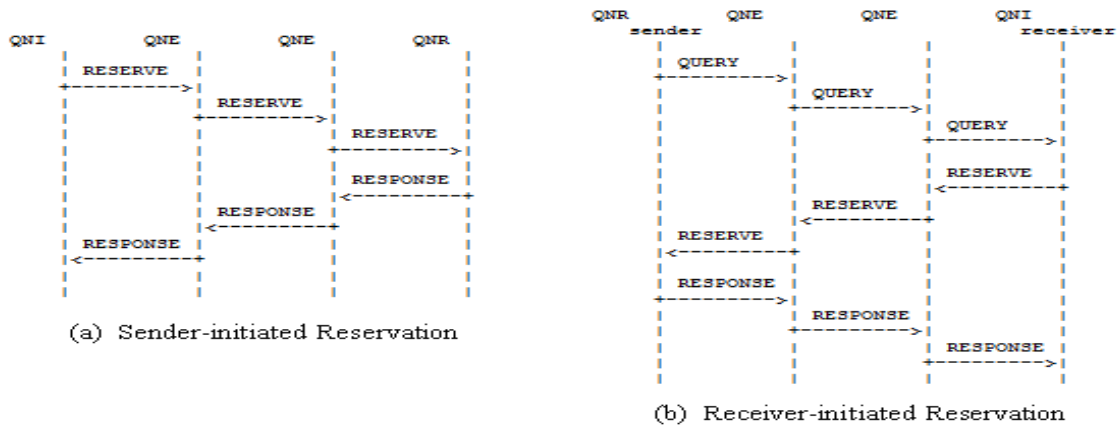 QNI QNE QNE QNR
RESERVE
RESERVE
RESERVE
RESPONSE
RESPONSE
RESPONSE
(a) Sender-initiated Reservation
QNR QNE QNE QNI
sender receiver
QUERY
QUERY
QUERY
RESERVE
RESERVE
RESERVE
RESPONSE
RESPONSE
RESPONSE
(b) Receiver-initiated Reservation